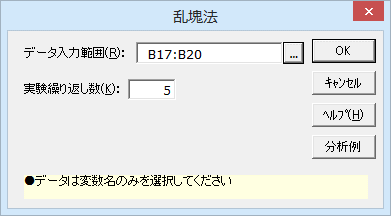 乱塊法
データ入力範囲(R): B17:B20 ... OK
実験繰り返し数(K): 5 キャンセル
ヘルプ(H)
分析例
●データは変数名のみを選択してください